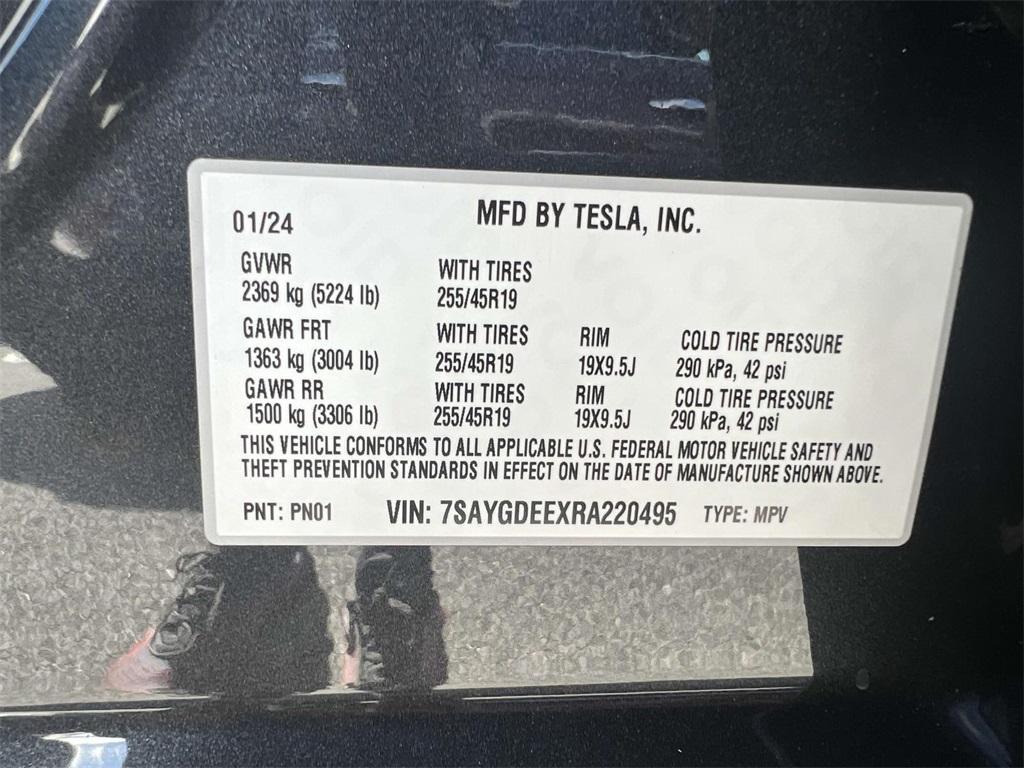 01/24 MFD BY TESLA, INC.
GVWR WITH TIRES
2369 kg (5224 lb) 255/45R19
GAWR FRT WITH TIRES RIM COLD TIRE PRESSURE
1363 kg (3004 lb) 255/45R19 19X9.5J 290 kPa, 42 psi
GAWR RR WITH TIRES RIM COLD TIRE PRESSURE
1500 kg (3306 lb) 255/45R19 19X9.5J 290 kPa, 42 psi
THIS VEHICLE CONFORMS TO ALL APPLICABLE U.S. FEDERAL MOTOR VEHICLE SAFETY AND
THEFT PREVENTION STANDARDS IN EFFECT ON THE DATE OF MANUFACTURE SHOWN ABOVE.
PNT: PN01 VIN: 7SAYGDEEXRA220495 TYPE: MPV